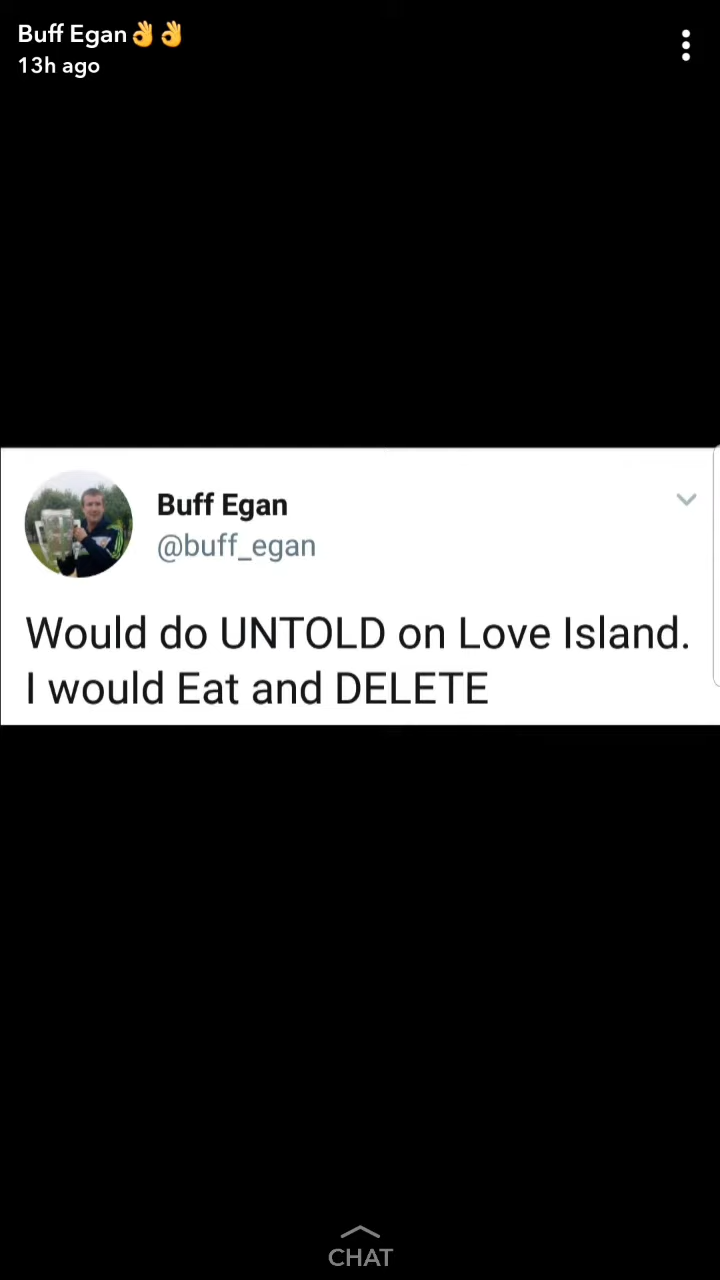 Buff Egan👌👌
13h ago
Buff Egan
@buff_egan
Would do UNTOLD on Love Island.
I would Eat and DELETE
CHAT